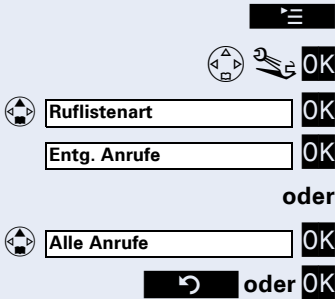 OK
Ruflistenart OK
Entg. Anrufe OK
oder
Alle Anrufe OK
oder OK